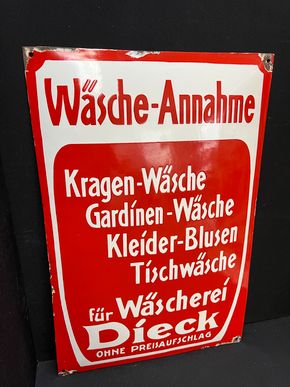 Wäsche-Annahme
Kragen-Wäsche
Gardinen-Wäsche
Kleider-Blusen
Tischwäsche
für Wäscherei
Dieck
OHNE PREISAUFSCHLAG